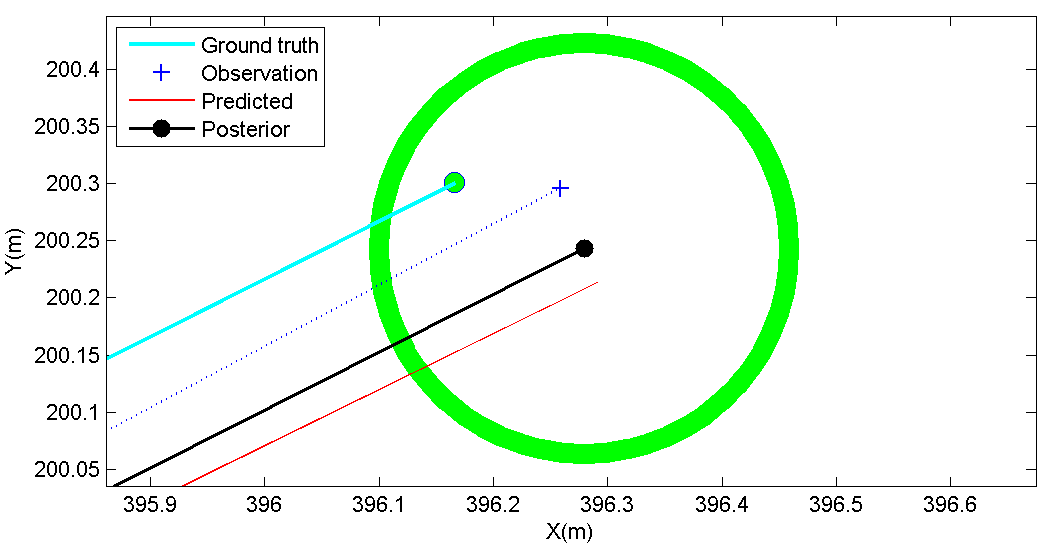 Ground truth
Observation
Predicted
Posterior
200.4
200.35
200.3
200.25
200.2
200.15
200.1
200.05
Y(m)
395.9 396 396.1 396.2 396.3 396.4 396.5 396.6
X(m)